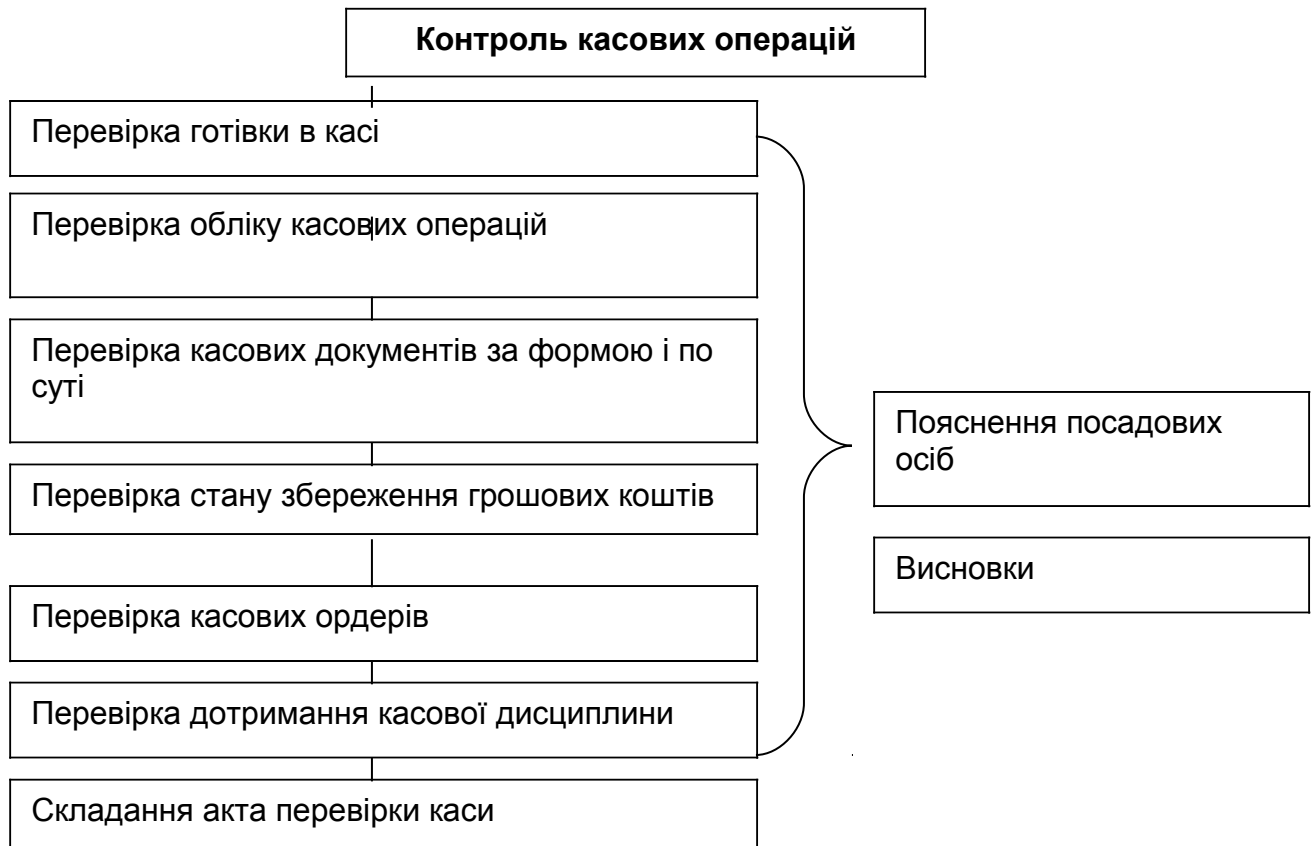 Контроль касових операцій
Перевірка готівки в касі
Перевірка обліку касових операцій
Перевірка касових документів за формою і по
суті
Перевірка стану збереження грошових коштів
Перевірка касових ордерів
Перевірка дотримання касової дисципліни
Складання акта перевірки каси
Пояснення посадових
осіб
Висновки